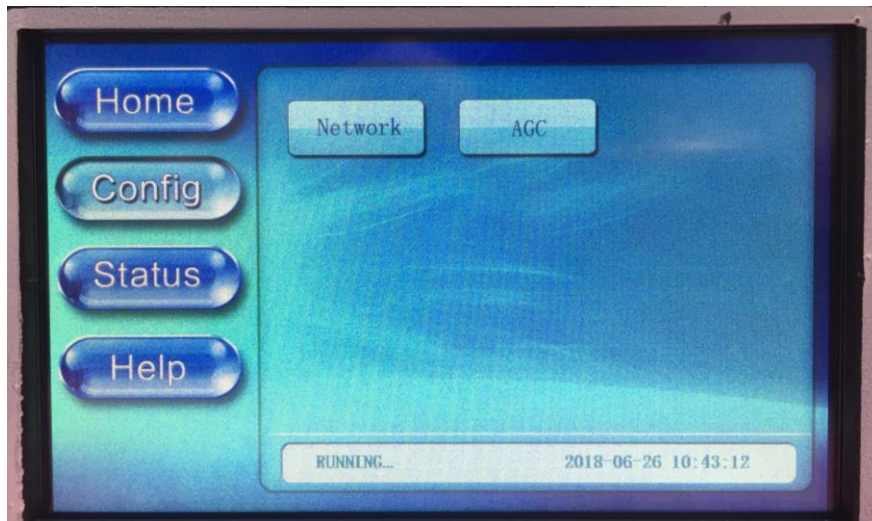 Home
Network AGC
Config
Status
Help
RUNNING... 2018-06-26 10:43:12